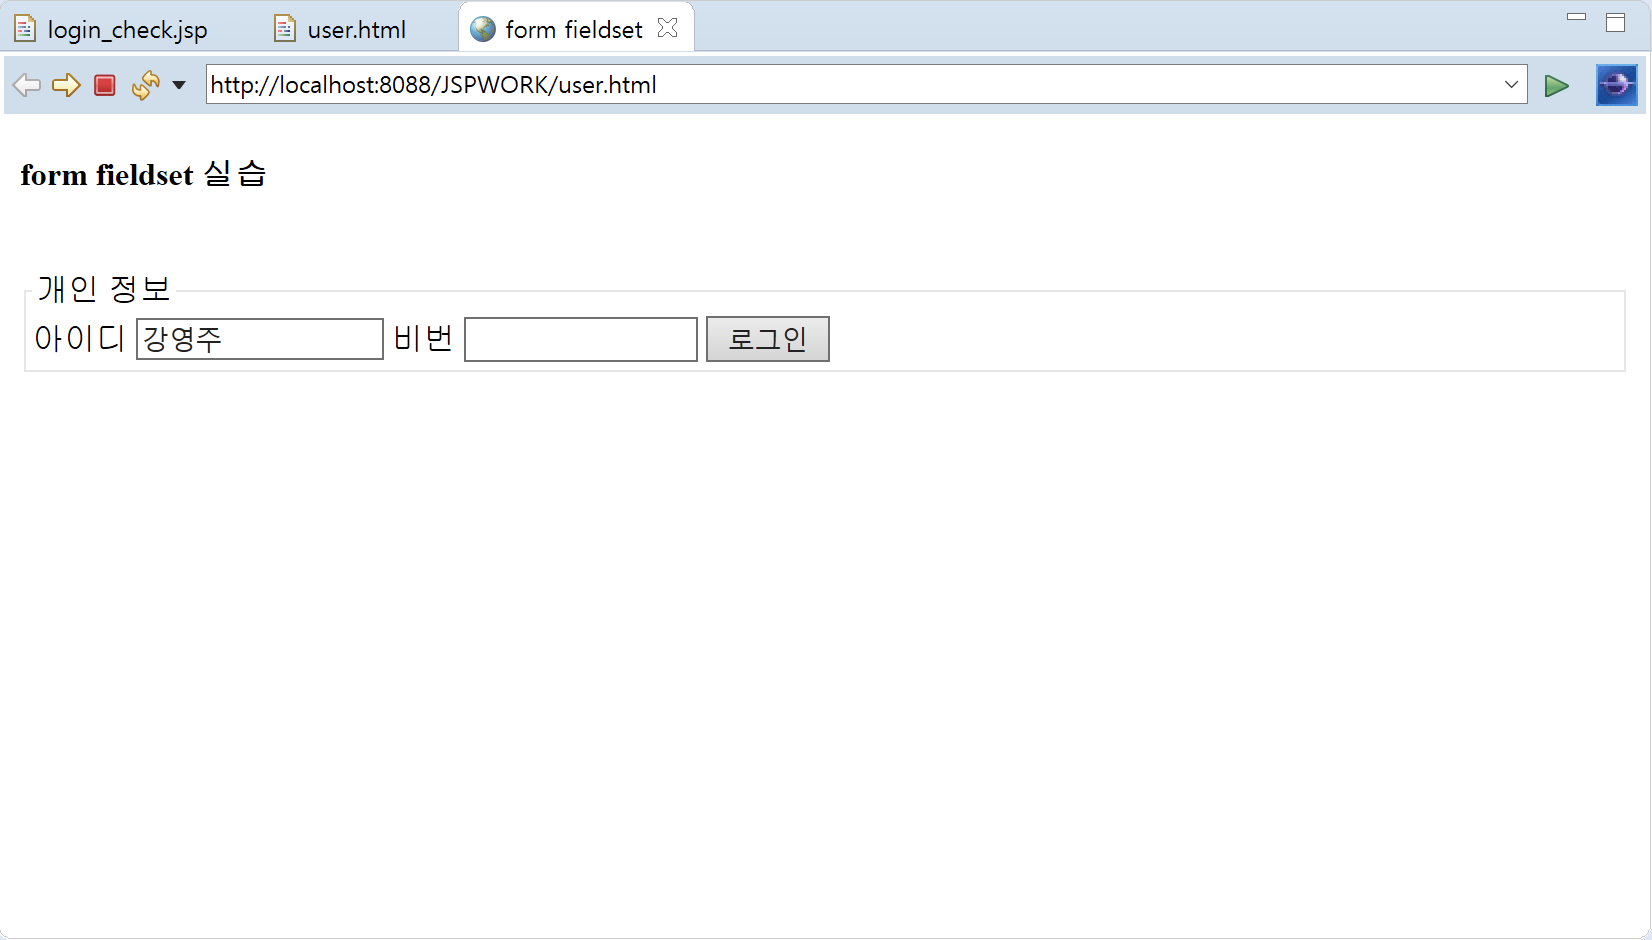 login_check.jsp user.html form fieldset
http://localhost:8088/JSPWORK/user.html
form fieldset 실습
개인 정보
아이디 강영주 비번 로그인